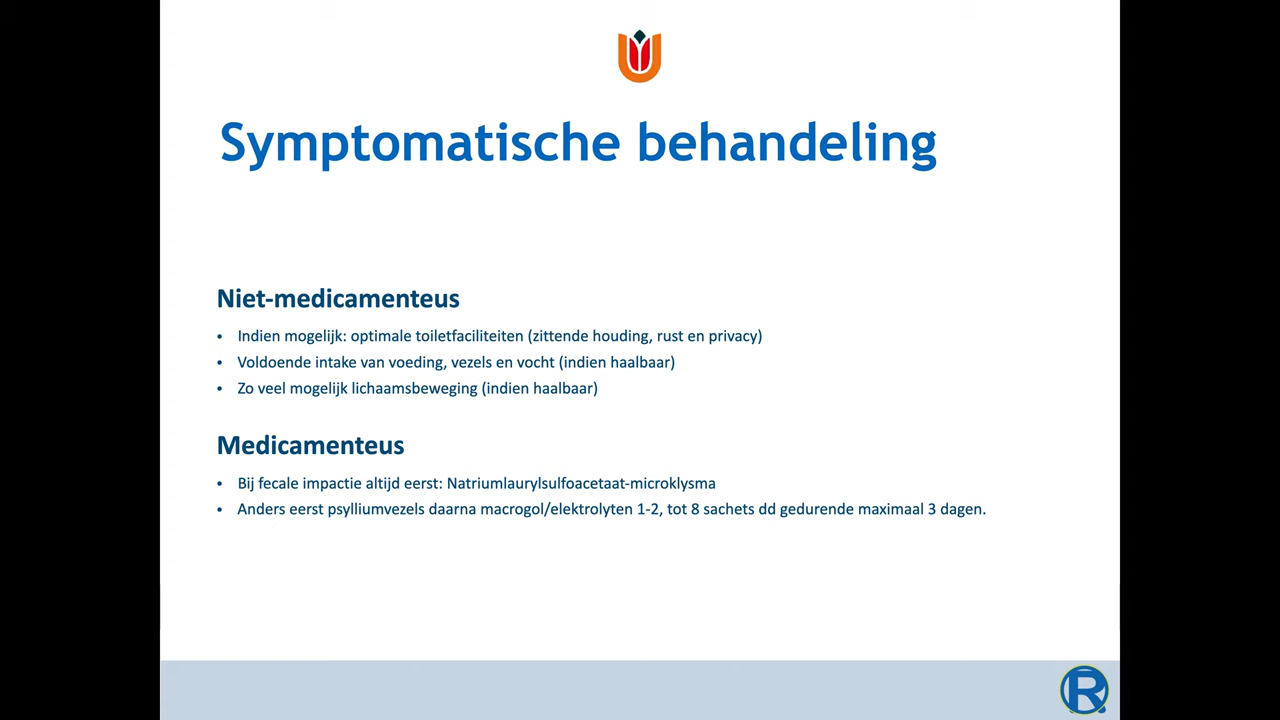 Symptomatische behandeling
Niet-medicamenteus
• Indien mogelijk: optimale toiletfaciliteiten (zittende houding, rust en privacy)
• Voldoende intake van voeding, vezels en vocht (indien haalbaar)
• Zo veel mogelijk lichaamsbeweging (indien haalbaar)
Medicamenteus
• Bij fecale impactie altijd eerst: Natriumlaurylsulfoacetaat-microklysma
• Anders eerst psylliumvezels daarna macrogol/elektrolyten 1-2, tot 8 sachets dd gedurende maximaal 3 dagen.
R